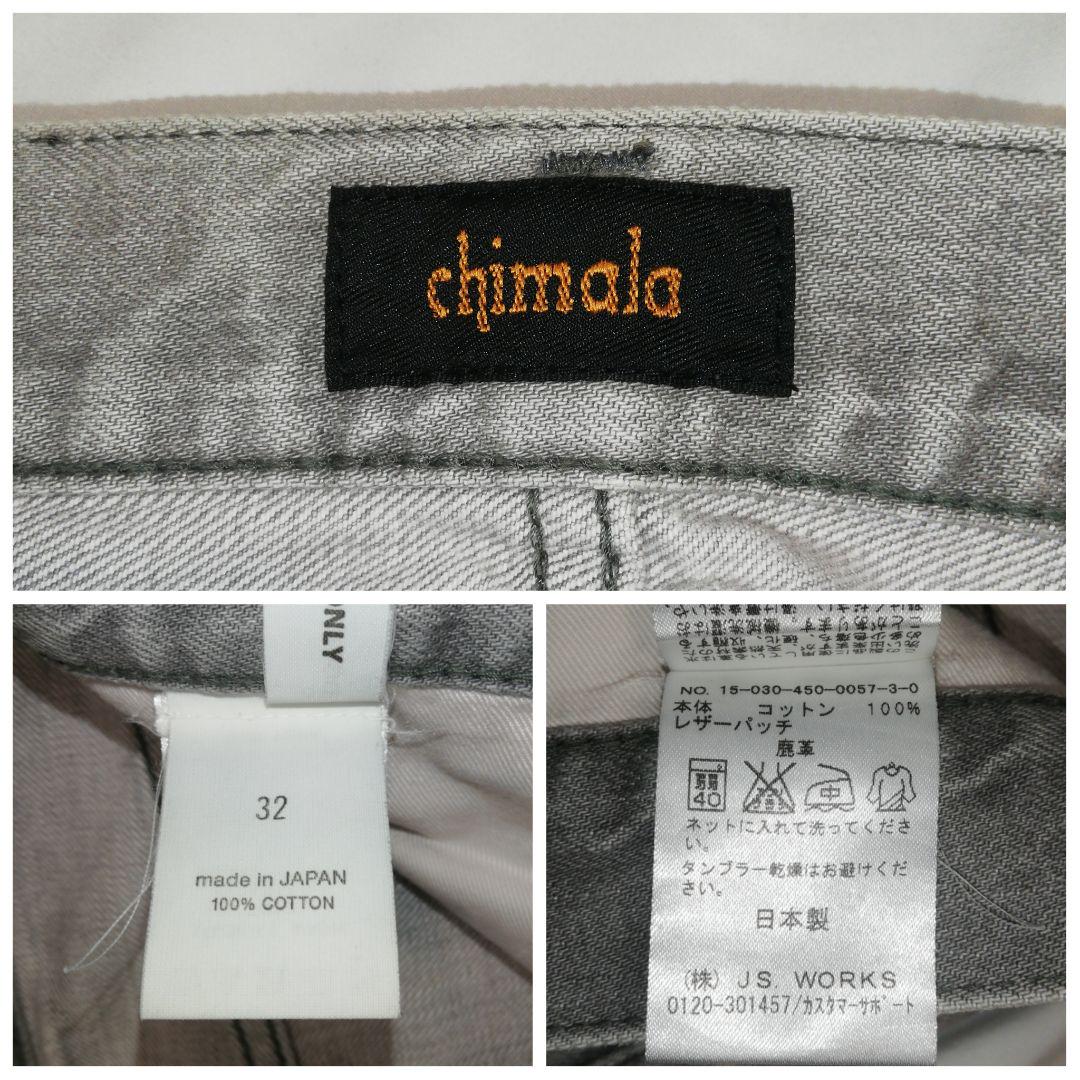 chimala
ONLY
32
made in JAPAN
100% COTTON
NO. 15-030-450-0057-3-0
本体 コットン 100%
レザーパッチ
鹿革
40
中
ネットに入れて洗ってくださ
い。
タンブラー乾燥はお避けくだ
さい。
日本製
(株) JS. WORKS
0120-301457/カスタマーサポート